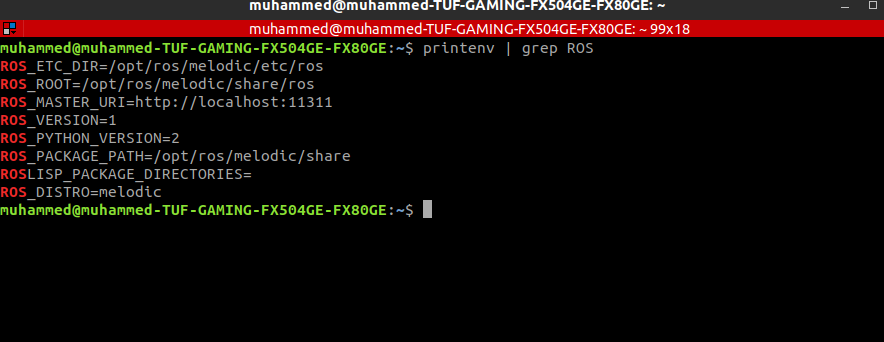 muhammed@muhammed-TUF-GAMING-FX504GE-FX80GE: ~
muhammed@muhammed-TUF-GAMING-FX504GE-FX80GE: ~ 99x18
muhammed@muhammed-TUF-GAMING-FX504GE-FX80GE:~$ printenv | grep ROS
ROS_ETC_DIR=/opt/ros/melodic/etc/ros
ROS_ROOT=/opt/ros/melodic/share/ros
ROS_MASTER_URI=http://localhost:11311
ROS_VERSION=1
ROS_PYTHON_VERSION=2
ROS_PACKAGE_PATH=/opt/ros/melodic/share
ROSLISP_PACKAGE_DIRECTORIES=
ROS_DISTRO=melodic
muhammed@muhammed-TUF-GAMING-FX504GE-FX80GE:~$